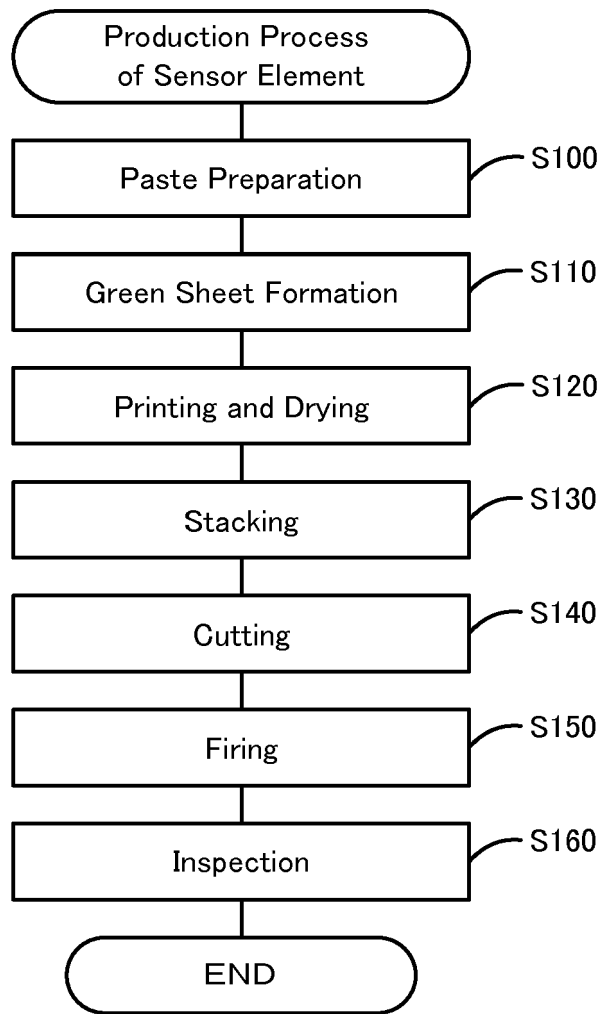 Production Process
of Sensor Element
Paste Preparation
S100
Green Sheet Formation
S110
Printing and Drying
S120
Stacking
S130
Cutting
S140
Firing
S150
Inspection
S160
END